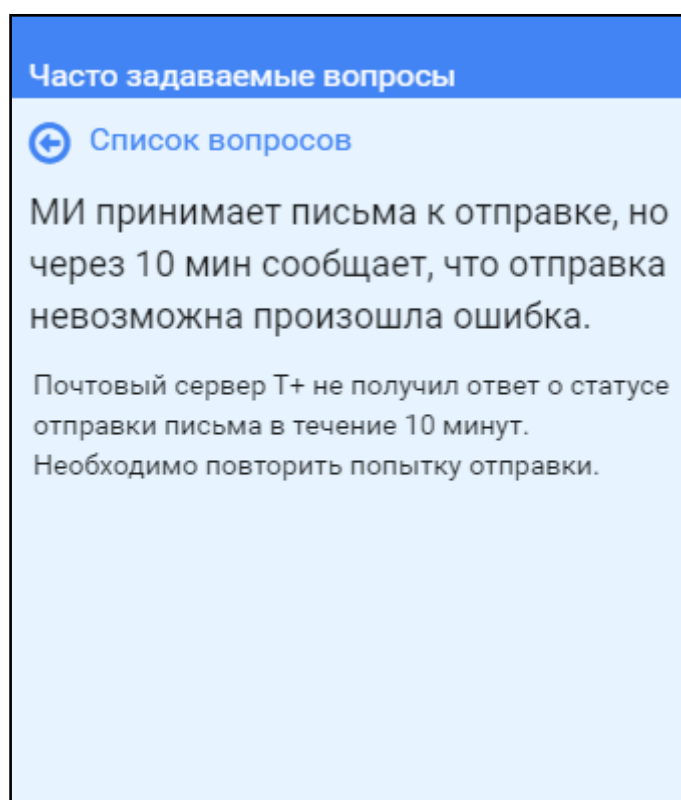 Часто задаваемые вопросы
Список вопросов
МИ принимает письма к отправке, но
через 10 мин сообщает, что отправка
невозможна произошла ошибка.
Почтовый сервер Т+ не получил ответ о статусе
отправки письма в течение 10 минут.
Необходимо повторить попытку отправки.